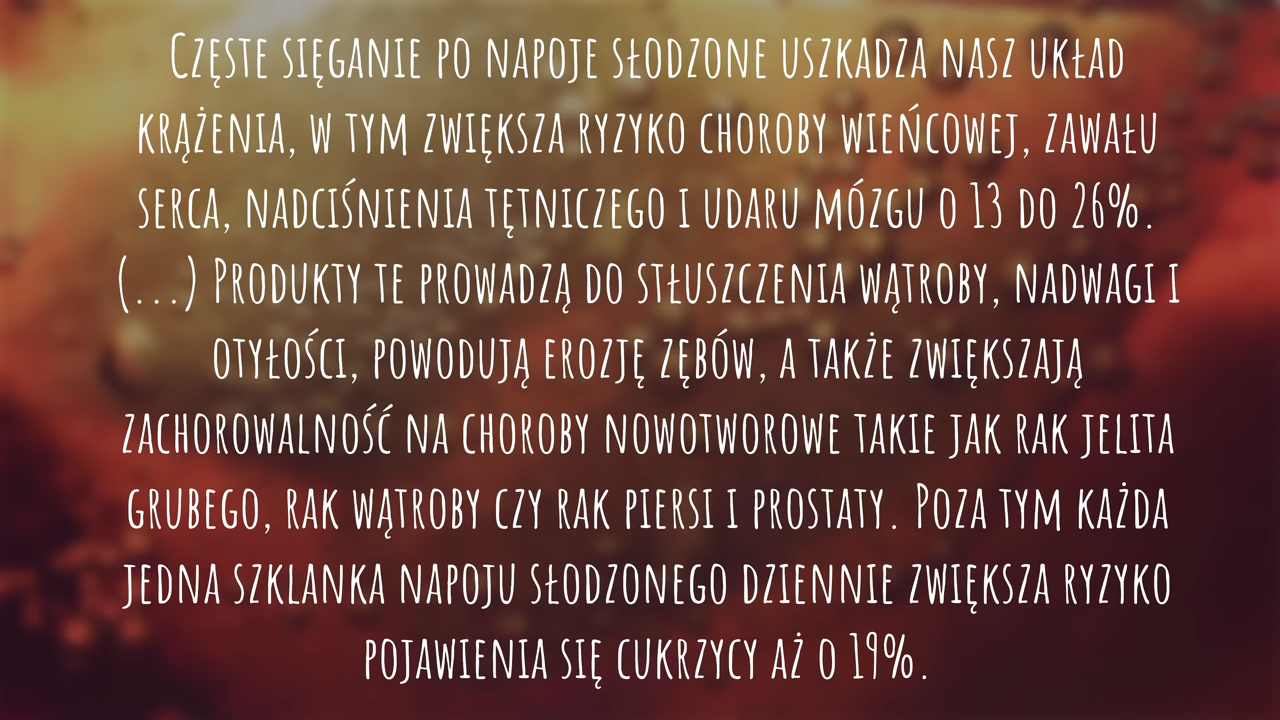 Częste sięganie po napoje słodzone uszkadza nasz układ
krążenia, w tym zwiększa ryzyko choroby wieńcowej, zawału
serca, nadciśnienia tętniczego i udaru mózgu o 13 do 26%.
(...) Produkty te prowadzą do stłuszczenia wątroby, nadwagi i
otyłości, powodują erozję zębów, a także zwiększają
zachorowalność na choroby nowotworowe takie jak rak jelita
grubego, rak wątroby czy rak piersi i prostaty. Poza tym każda
jedna szklanka napoju słodzonego dziennie zwiększa ryzyko
pojawienia się cukrzycy aż o 19%.